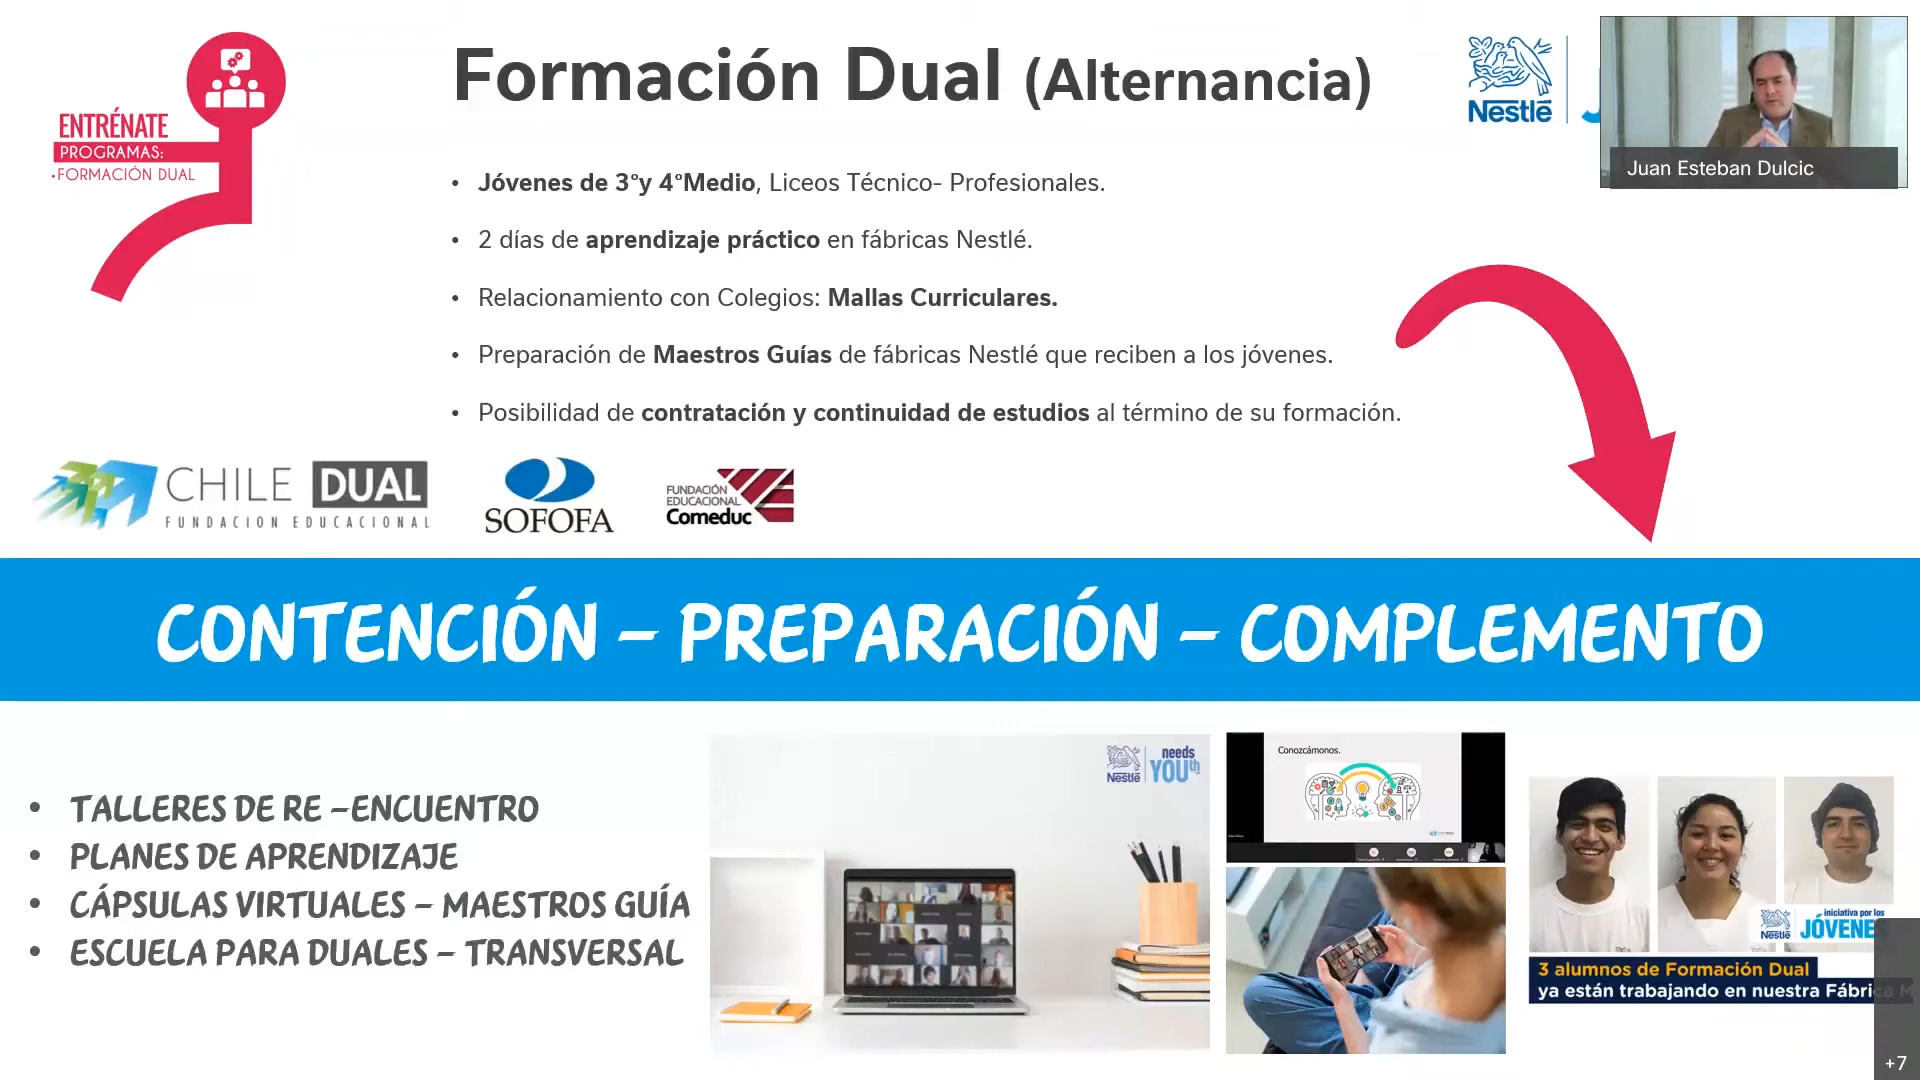 Formación Dual (Alternancia)
ENTRÉNATE
PROGRAMAS:
·FORMACIÓN DUAL
Nestlé
Juan Esteban Dulcic
• Jóvenes de 3°y 4°Medio, Liceos Técnico- Profesionales.
• 2 días de aprendizaje práctico en fábricas Nestlé.
• Relacionamiento con Colegios: Mallas Curriculares.
• Preparación de Maestros Guías de fábricas Nestlé que reciben a los jóvenes.
• Posibilidad de contratación y continuidad de estudios al término de su formación.
CHILE DUAL
FUNDACION EDUCACIONAL
SOFOFA
FUNDACIÓN
EDUCACIONAL
Comeduc
CONTENCIÓN – PREPARACIÓN – COMPLEMENTO
• TALLERES DE RE –ENCUENTRO
• PLANES DE APRENDIZAJE
• CÁPSULAS VIRTUALES – MAESTROS GUÍA
• ESCUELA PARA DUALES – TRANSVERSAL
Nestlé
needs
YOUth
Conozcámonos.
Nestlé
iniciativa por los
JÓVENE
3 alumnos de Formación Dual
ya están trabajando en nuestra Fábrica M
+7